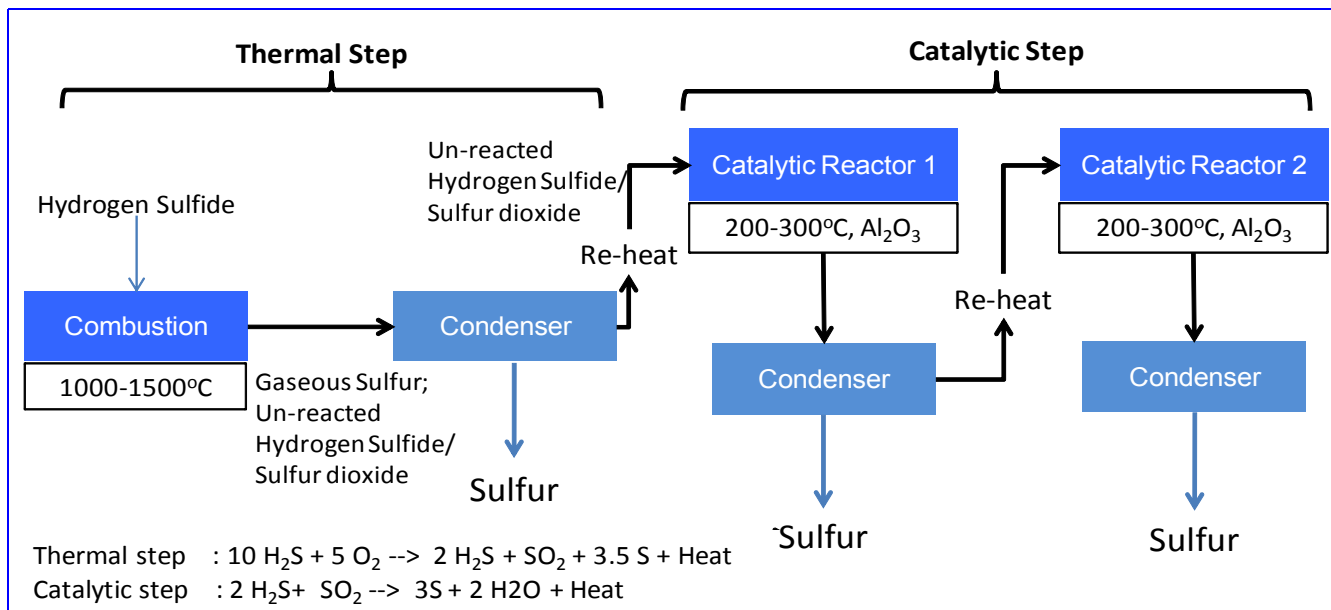 Thermal Step
Catalytic Step
Un-reacted
Hydrogen Sulfide/
Sulfur dioxide
Catalytic Reactor 1
Catalytic Reactor 2
Hydrogen Sulfide
200-300°C, Al₂O₃
200-300°C, Al₂O₃
Re-heat
Re-heat
Combustion
Condenser
1000-1500°C
Gaseous Sulfur;
Un-reacted
Hydrogen Sulfide/
Sulfur dioxide
Condenser
Condenser
Sulfur
Sulfur
Sulfur
Thermal step : 10 H₂S + 5 O₂ --> 2 H₂S + SO₂ + 3.5 S + Heat
Catalytic step : 2 H₂S+ SO₂ --> 3S + 2 H2O + Heat